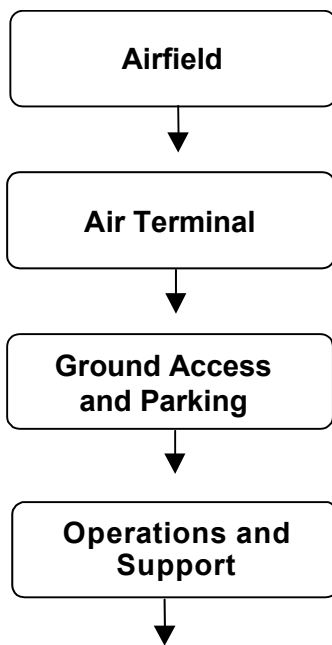 Airfield
Air Terminal
Ground Access
and Parking
Operations and
Support